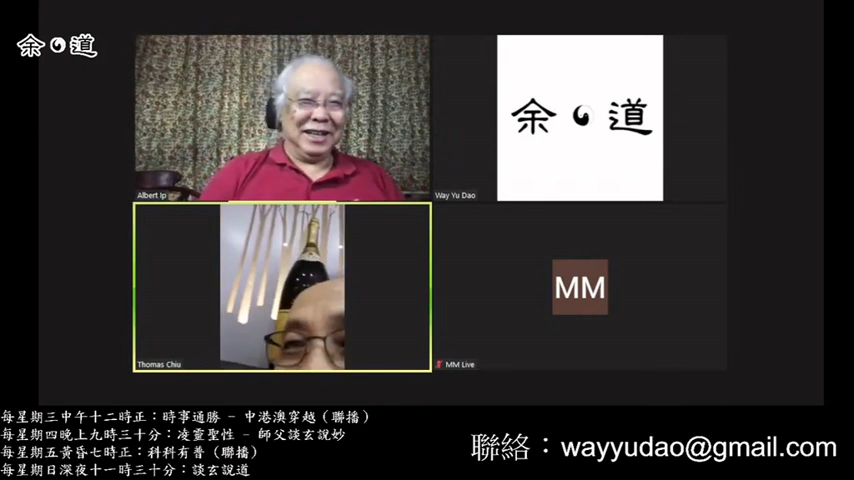 余道
余道
Albert Ip
Way Yu Dao
MM
Thomas Chiu
MM Live
每星期三中午十二時正：時事通勝 - 中港澳穿越（聯播）
每星期四晚上九時三十分：凌靈聖性 - 師父談玄說妙
每星期五黃昏七時正：科科有普（聯播）
每星期日深夜十一時三十分：談玄說道
聯絡：wayyudao@gmail.com